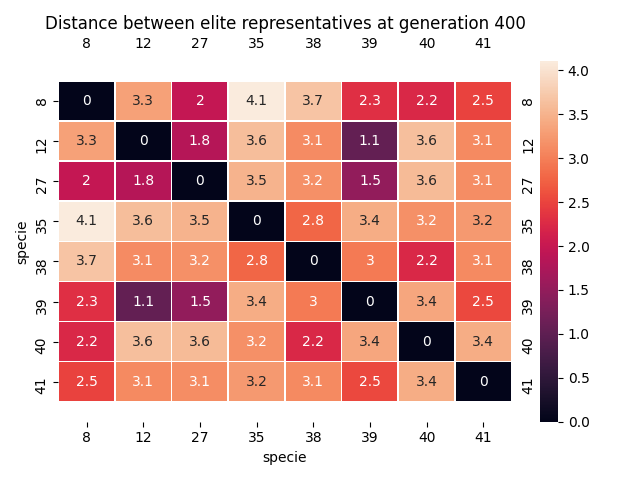 Distance between elite representatives at generation 400
8 12 27 35 38 39 40 41
8 0 3.3 2 4.1 3.7 2.3 2.2 2.5 8
12 3.3 0 1.8 3.6 3.1 1.1 3.6 3.1 12
27 2 1.8 0 3.5 3.2 1.5 3.6 3.1 27
35 4.1 3.6 3.5 0 2.8 3.4 3.2 3.2 35
38 3.7 3.1 3.2 2.8 0 3 2.2 3.1 38
39 2.3 1.1 1.5 3.4 3 0 3.4 2.5 39
40 2.2 3.6 3.6 3.2 2.2 3.4 0 3.4 40
41 2.5 3.1 3.1 3.2 3.1 2.5 3.4 0 41
8 12 27 35 38 39 40 41
specie
specie
4.0
3.5
3.0
2.5
2.0
1.5
1.0
0.5
0.0